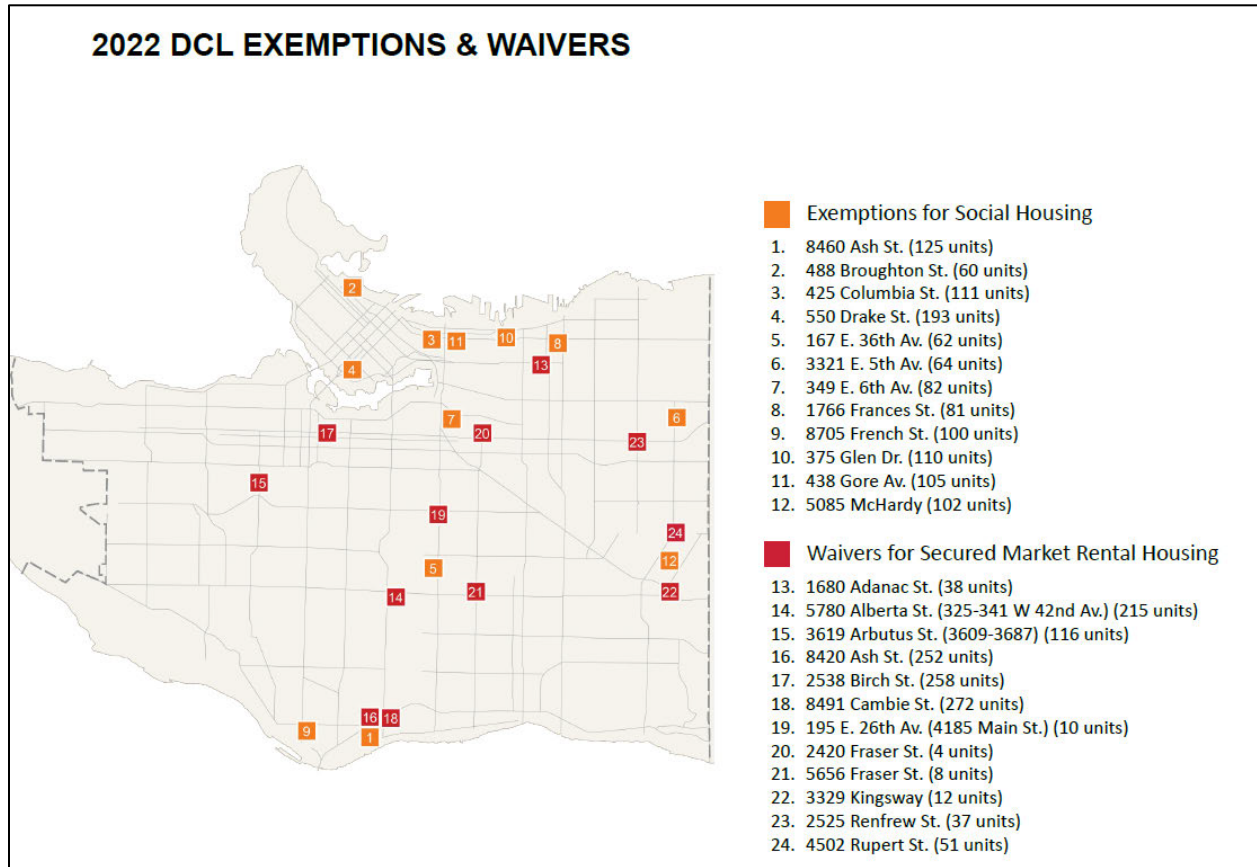 2022 DCL EXEMPTIONS & WAIVERS
Exemptions for Social Housing
1. 8460 Ash St. (125 units)
2. 488 Broughton St. (60 units)
3. 425 Columbia St. (111 units)
4. 550 Drake St. (193 units)
5. 167 E. 36th Av. (62 units)
6. 3321 E. 5th Av. (64 units)
7. 349 E. 6th Av. (82 units)
8. 1766 Frances St. (81 units)
9. 8705 French St. (100 units)
10. 375 Glen Dr. (110 units)
11. 438 Gore Av. (105 units)
12. 5085 McHardy (102 units)
Waivers for Secured Market Rental Housing
13. 1680 Adanac St. (38 units)
14. 5780 Alberta St. (325-341 W 42nd Av.) (215 units)
15. 3619 Arbutus St. (3609-3687) (116 units)
16. 8420 Ash St. (252 units)
17. 2538 Birch St. (258 units)
18. 8491 Cambie St. (272 units)
19. 195 E. 26th Av. (4185 Main St.) (10 units)
20. 2420 Fraser St. (4 units)
21. 5656 Fraser St. (8 units)
22. 3329 Kingsway (12 units)
23. 2525 Renfrew St. (37 units)
24. 4502 Rupert St. (51 units)
2
3
11
10
8
13
4
7
6
17
20
23
15
19
24
5
12
14
21
22
16
18
9
1